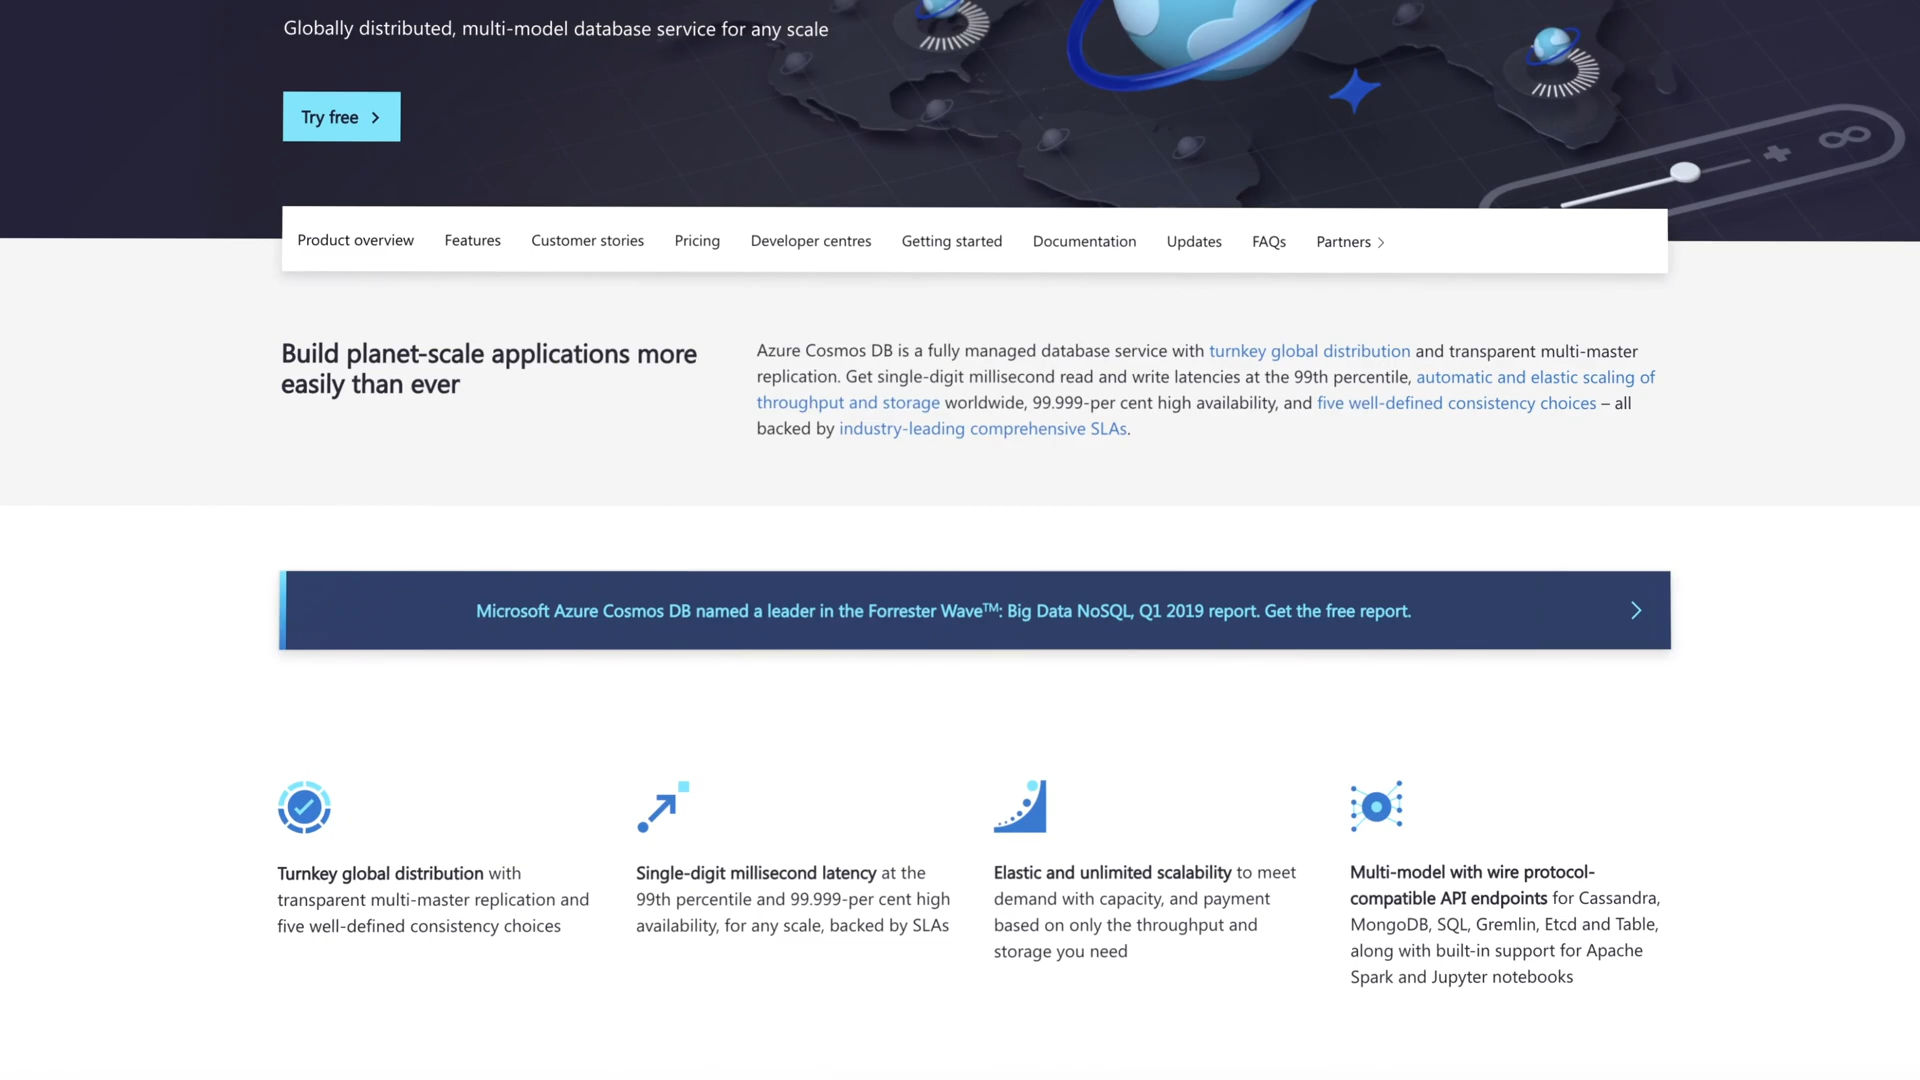 Globally distributed, multi-model database service for any scale
Try free
Product overview Features Customer stories Pricing Developer centres Getting started Documentation Updates FAQs Partners
Build planet-scale applications more
easily than ever
Azure Cosmos DB is a fully managed database service with turnkey global distribution and transparent multi-master
replication. Get single-digit millisecond read and write latencies at the 99th percentile, automatic and elastic scaling of
throughput and storage worldwide, 99.999-per cent high availability, and five well-defined consistency choices – all
backed by industry-leading comprehensive SLAs.
Microsoft Azure Cosmos DB named a leader in the Forrester Wave™: Big Data NoSQL, Q1 2019 report. Get the free report.
Turnkey global distribution with
transparent multi-master replication and
five well-defined consistency choices
Single-digit millisecond latency at the
99th percentile and 99.999-per cent high
availability, for any scale, backed by SLAs
Elastic and unlimited scalability to meet
demand with capacity, and payment
based on only the throughput and
storage you need
Multi-model with wire protocol-
compatible API endpoints for Cassandra,
MongoDB, SQL, Gremlin, Etcd and Table,
along with built-in support for Apache
Spark and Jupyter notebooks